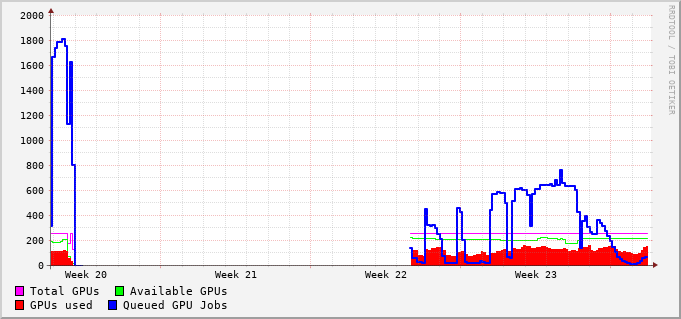 2000
1800
1600
1400
1200
1000
800
600
400
200
0
Week 20 Week 21 Week 22 Week 23
Total GPUs Available GPUs
GPUs used Queued GPU Jobs
RRDTOOL / TOBI OETIKER